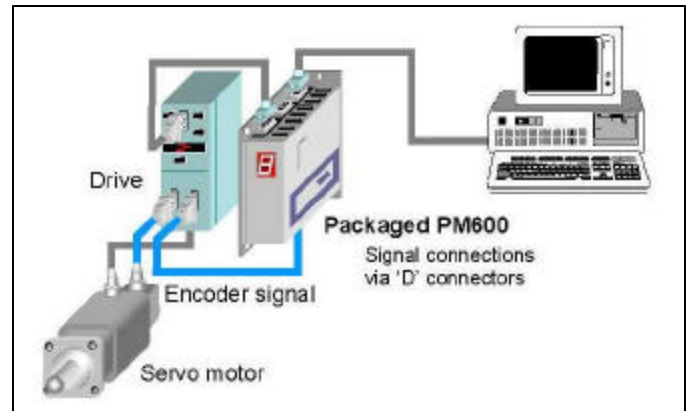 Drive
Packaged PM600
Signal connections
via 'D' connectors
Encoder signal
Servo motor